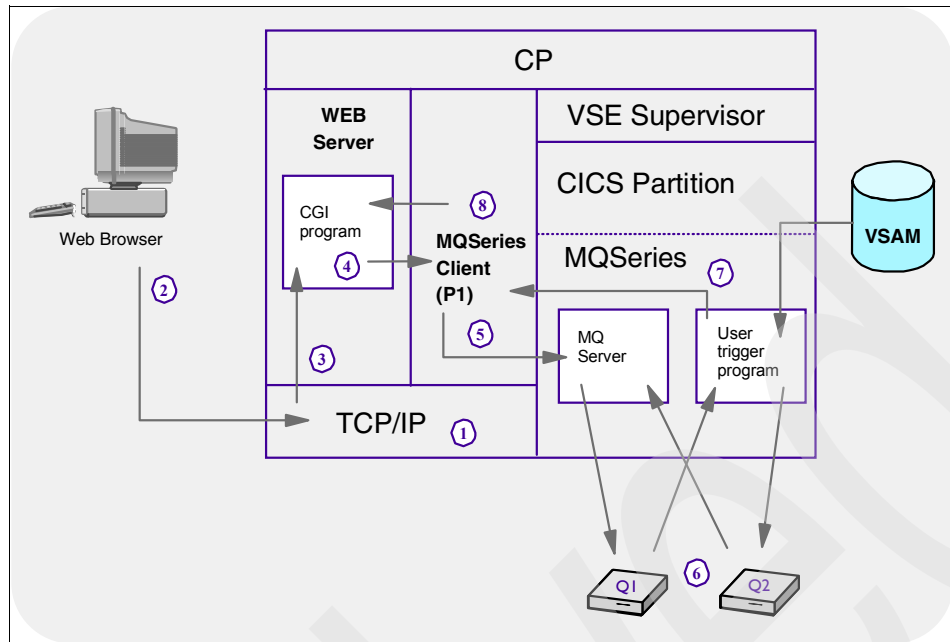 CP
WEB
Server
VSE Supervisor
CICS Partition
CGI
program
8
4
MQSeries
Client
(P1)
MQSeries
VSAM
Web Browser
2
7
3
5
MQ
Server
User
trigger
program
TCP/IP
1
6
Q1
Q2